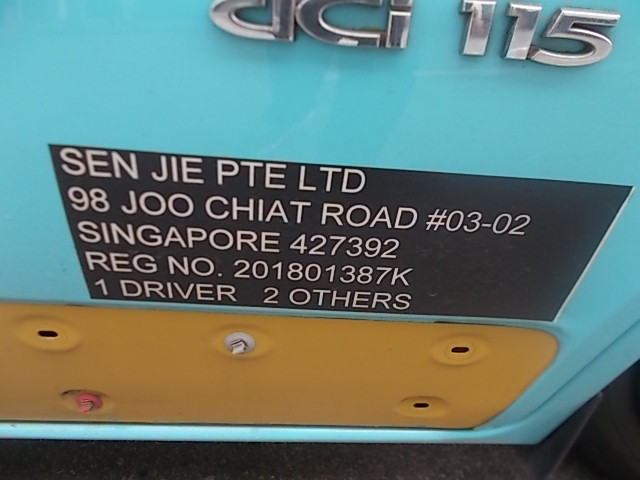 dCi 115
SEN JIE PTE LTD
98 JOO CHIAT ROAD #03-02
SINGAPORE 427392
REG NO. 201801387K
1 DRIVER 2 OTHERS